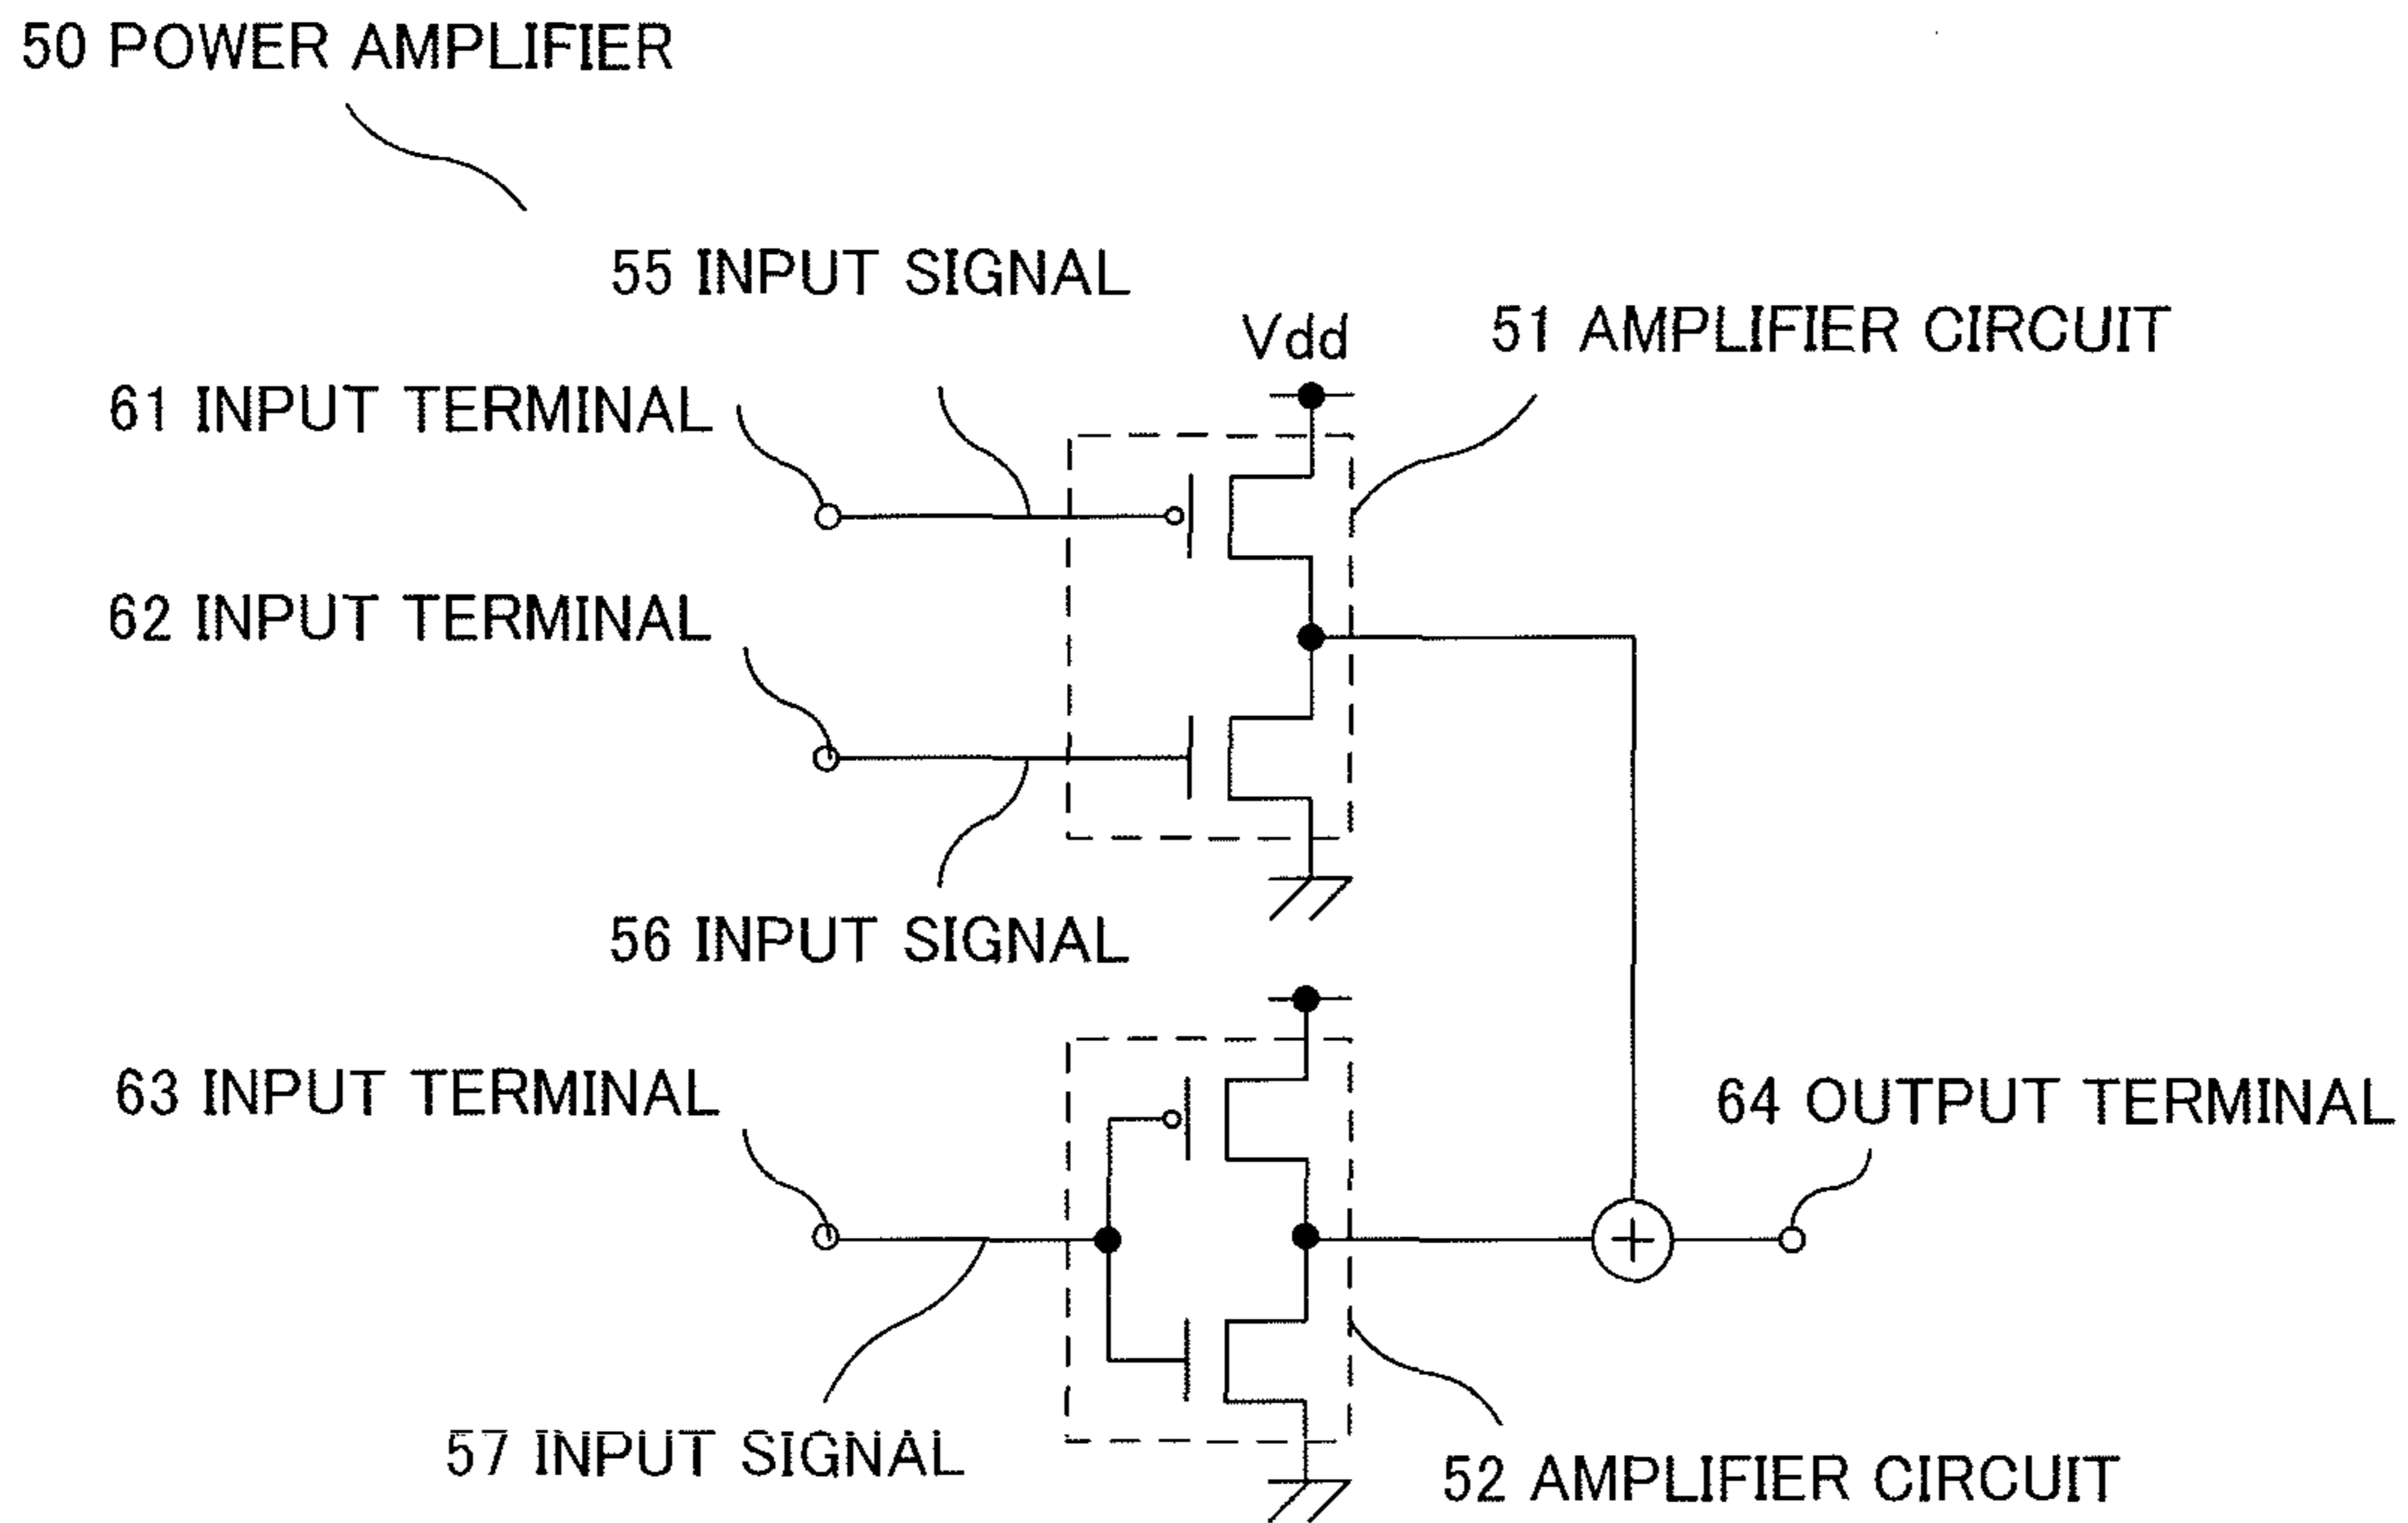 50 POWER AMPLIFIER
55 INPUT SIGNAL
Vdd
51 AMPLIFIER CIRCUIT
61 INPUT TERMINAL
62 INPUT TERMINAL
56 INPUT SIGNAL
63 INPUT TERMINAL
64 OUTPUT TERMINAL
57 INPUT SIGNAL
52 AMPLIFIER CIRCUIT